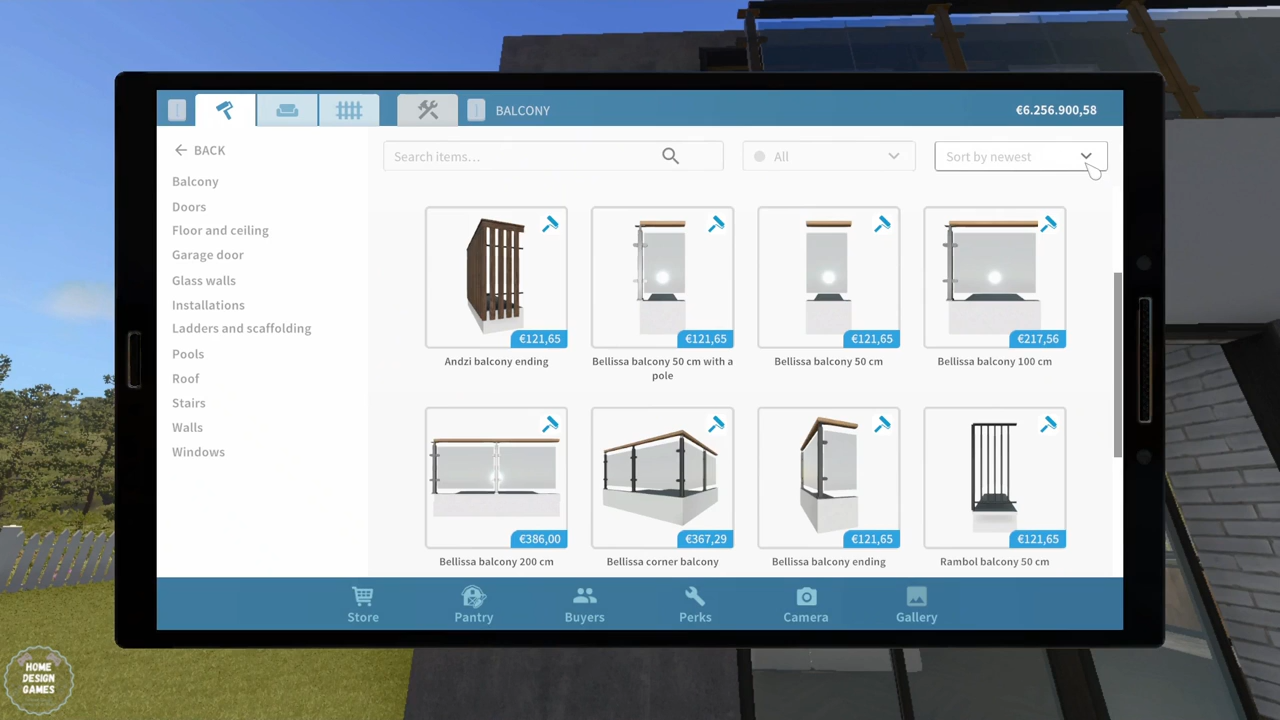 BALCONY
€6.256.900,58
BACK
Search items...
All
Sort by newest
Balcony
Doors
Floor and ceiling
Garage door
Glass walls
Installations
Ladders and scaffolding
Pools
Roof
Stairs
Walls
Windows
€121,65
€121,65
€121,65
€217,56
Andzi balcony ending
Bellissa balcony 50 cm with a
pole
Bellissa balcony 50 cm
Bellissa balcony 100 cm
€386,00
€367,29
€121,65
€121,65
Bellissa balcony 200 cm
Bellissa corner balcony
Bellissa balcony ending
Rambol balcony 50 cm
Store
Pantry
Buyers
Perks
Camera
Gallery
HOME
DESIGN
GAMES